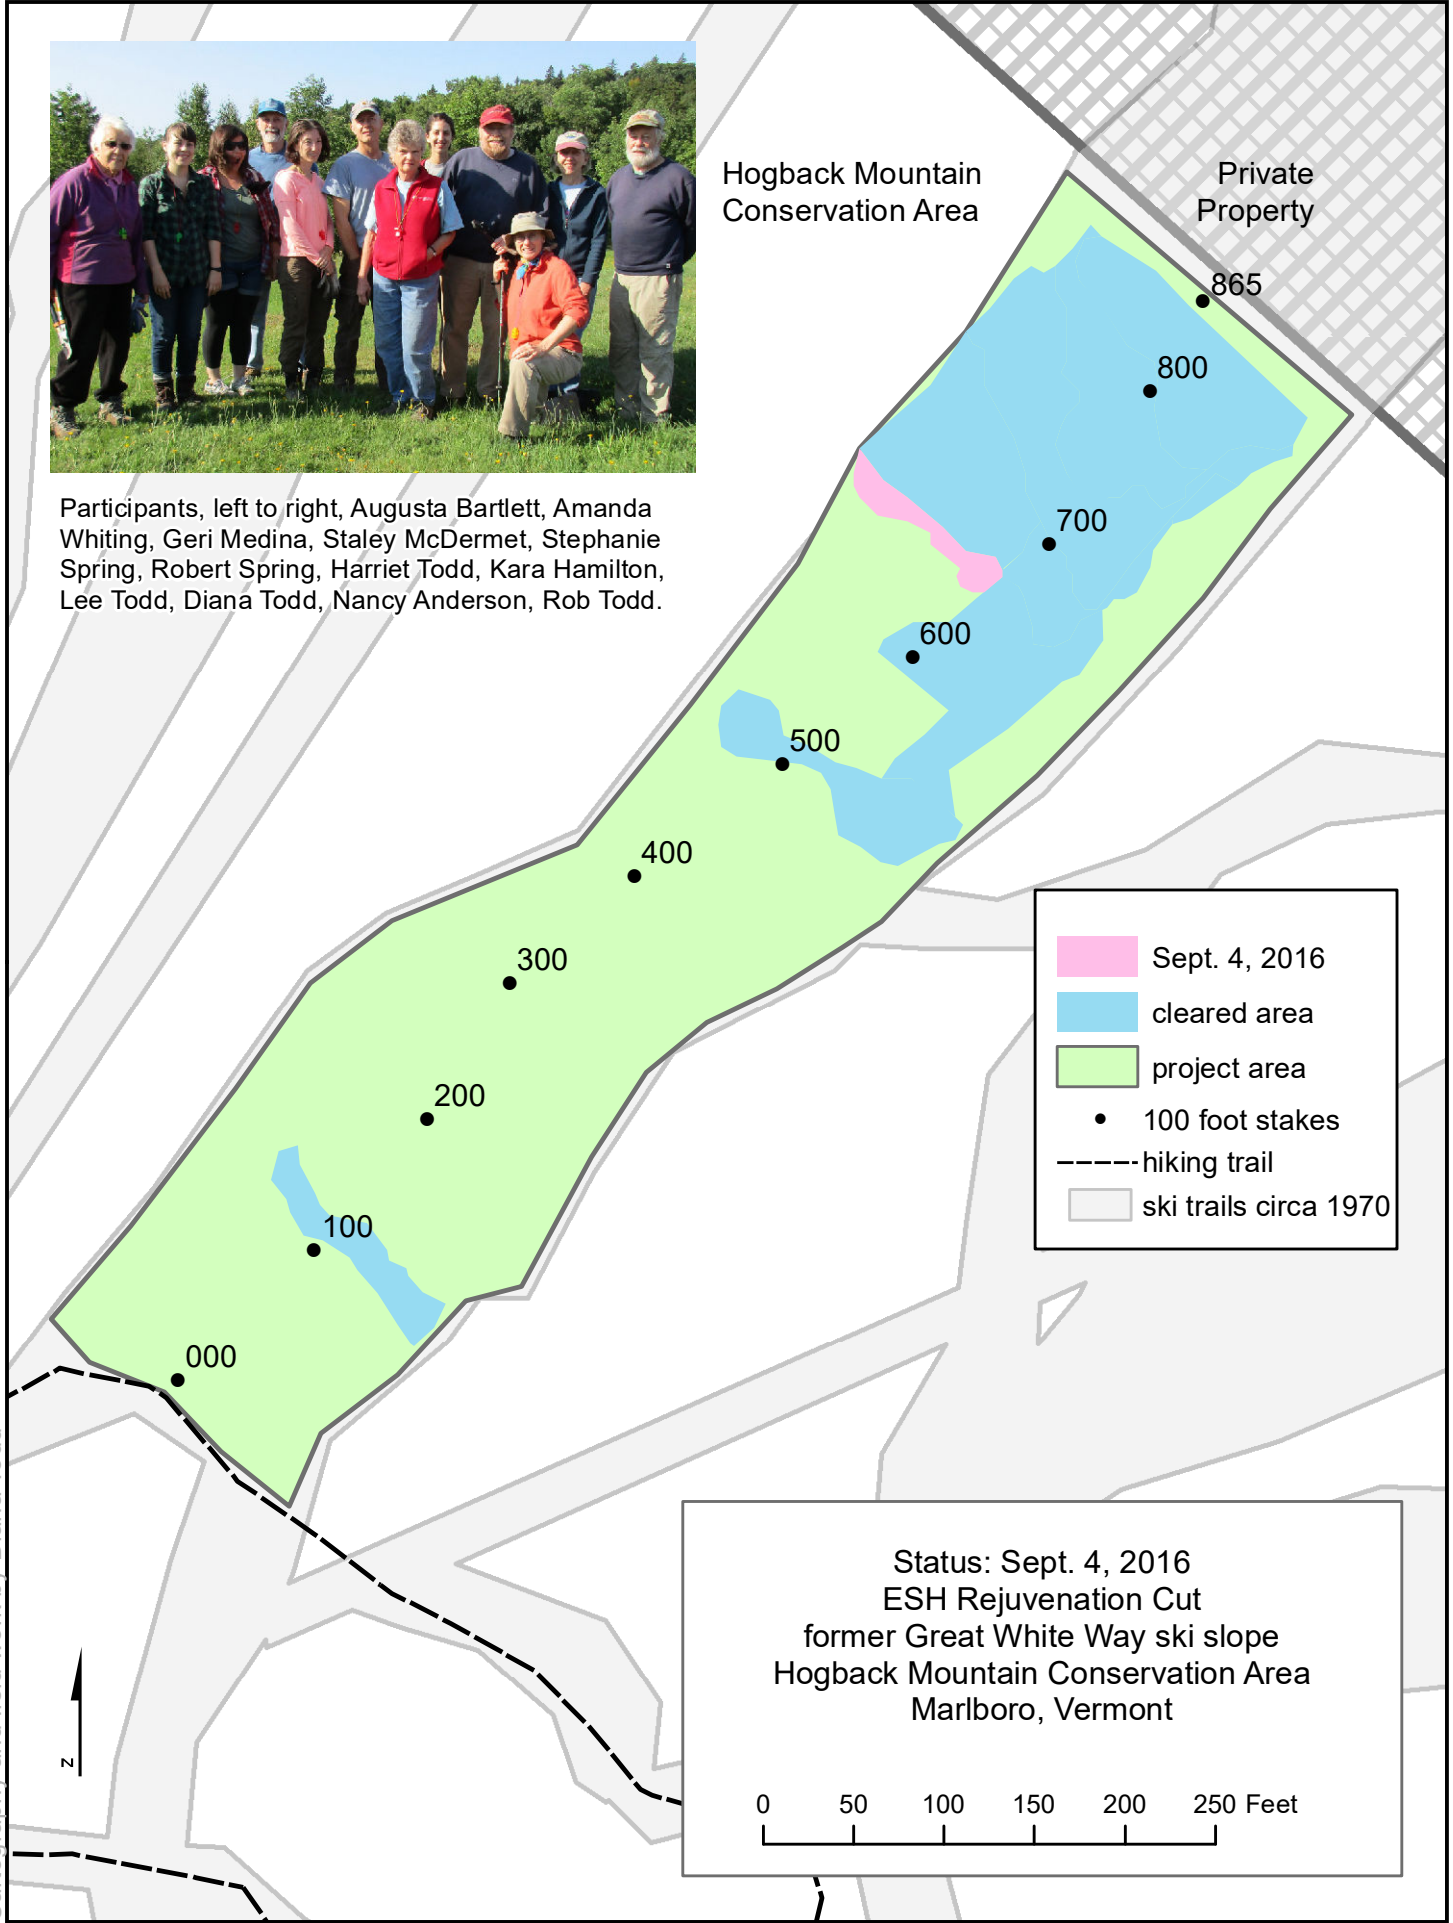 Hogback Mountain
Conservation Area
Private
Property
Participants, left to right, Augusta Bartlett, Amanda
Whiting, Geri Medina, Staley McDermet, Stephanie
Spring, Robert Spring, Harriet Todd, Kara Hamilton,
Lee Todd, Diana Todd, Nancy Anderson, Rob Todd.
865
800
700
600
500
400
300
200
100
000
Sept. 4, 2016
cleared area
project area
100 foot stakes
hiking trail
ski trails circa 1970
Status: Sept. 4, 2016
ESH Rejuvenation Cut
former Great White Way ski slope
Hogback Mountain Conservation Area
Marlboro, Vermont
0 50 100 150 200 250 Feet
N